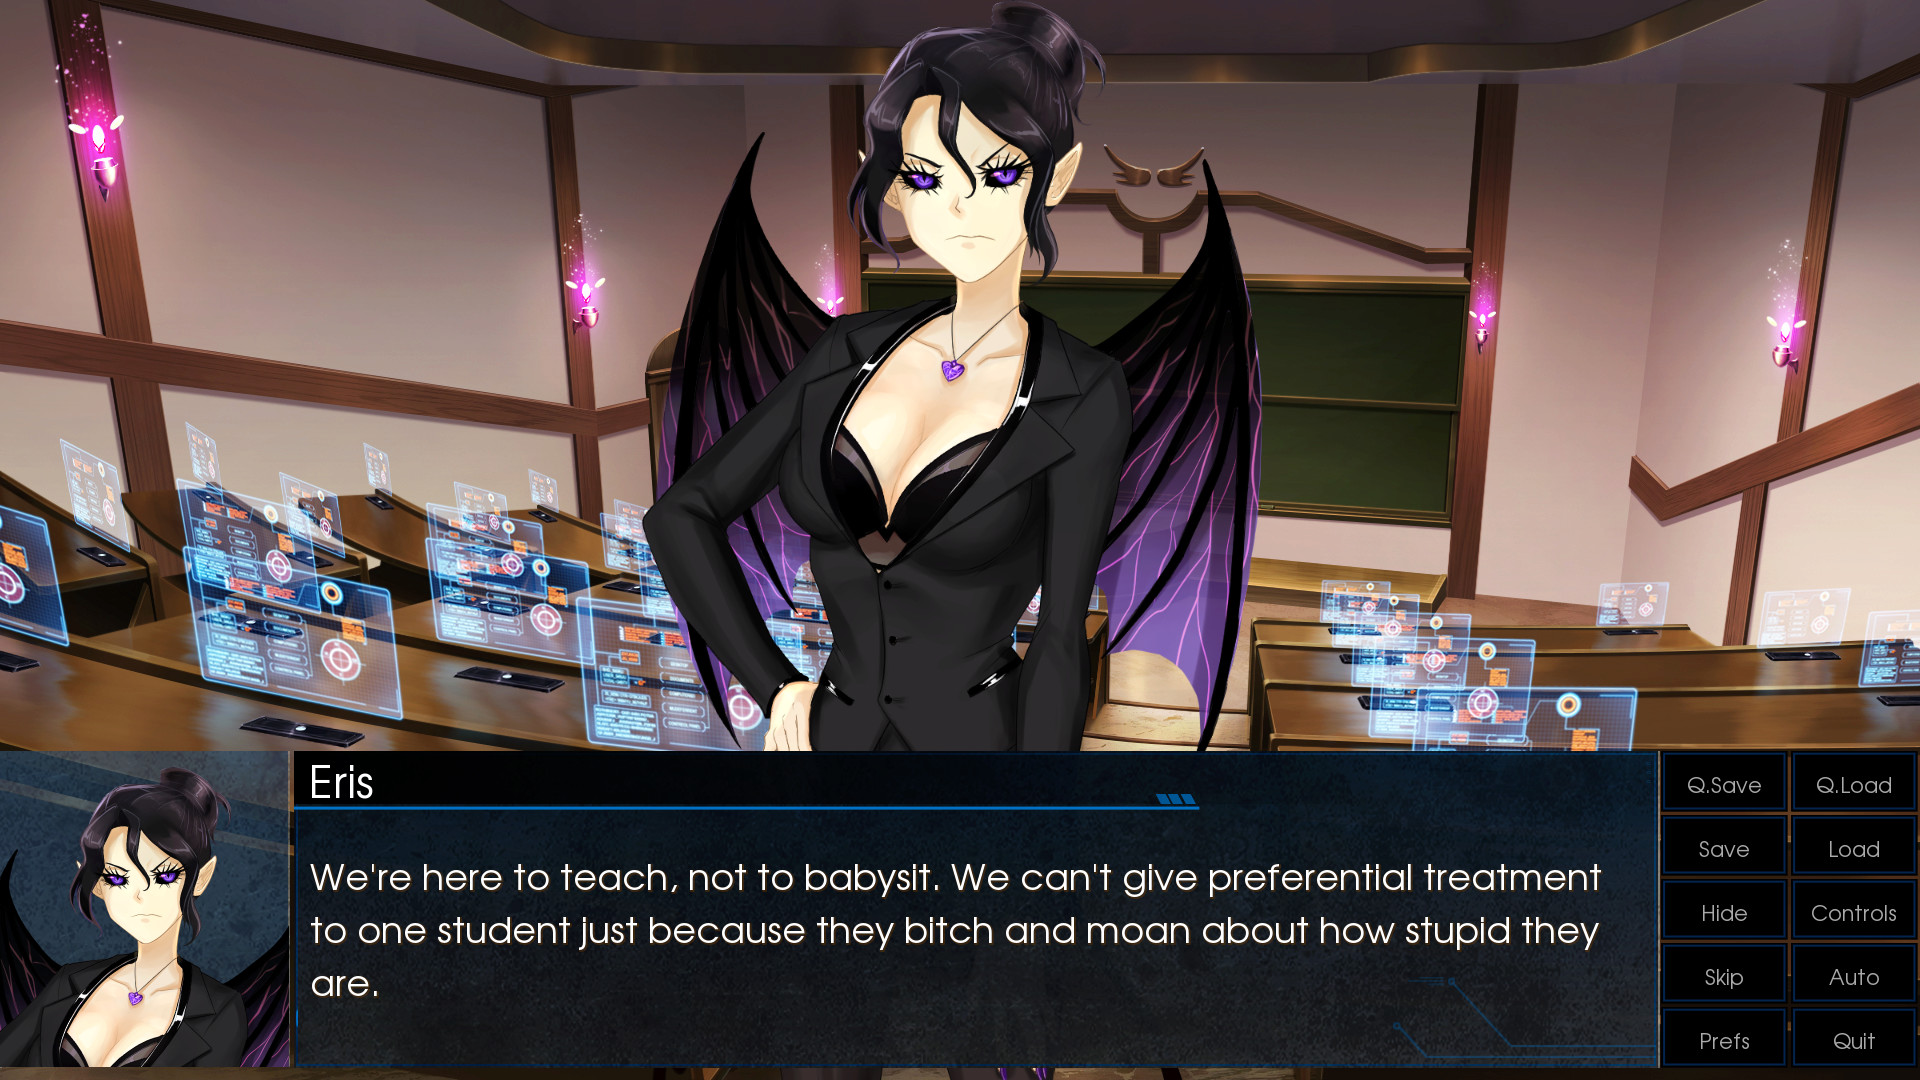 Eris
We're here to teach, not to babysit. We can't give preferential treatment
to one student just because they bitch and moan about how stupid they
are.
Q.Save
Q.Load
Save
Load
Hide
Controls
Skip
Auto
Prefs
Quit